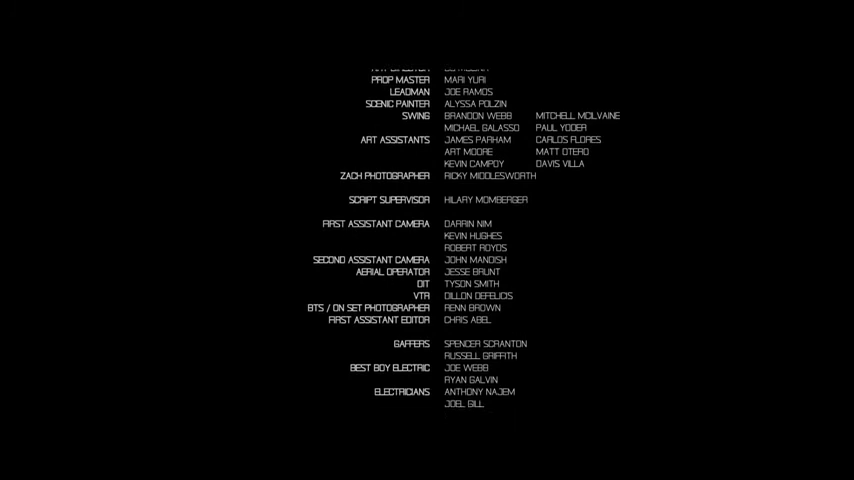 PROP MASTER MARI YURI
LEADMAN JOE RAMOS
SCENIC PAINTER ALYSSA POLZIN
SWING BRANDON WEBB MITCHELL MCILVAINE
MICHAEL GALASSO PAUL YODER
ART ASSISTANTS JAMES PARHAM CARLOS FLORES
ART MOORE MATT OTERO
KEVIN CAMPOY DAVIS VILLA
ZACH PHOTOGRAPHER RICKY MIDDLESWORTH
SCRIPT SUPERVISOR HILARY MOMBERGER
FIRST ASSISTANT CAMERA DARRIN NIM
KEVIN HUGHES
ROBERT ROYDS
SECOND ASSISTANT CAMERA JOHN MANDISH
AERIAL OPERATOR JESSE BRUNT
DIT TYSON SMITH
VTR DILLON DEFELICIS
BTS / ON SET PHOTOGRAPHER RENN BROWN
FIRST ASSISTANT EDITOR CHRIS ABEL
GAFFERS SPENCER SCRANTON
RUSSELL GRIFFITH
BEST BOY ELECTRIC JOE WEBB
RYAN GALVIN
ELECTRICIANS ANTHONY NAJEM
JOEL GILL